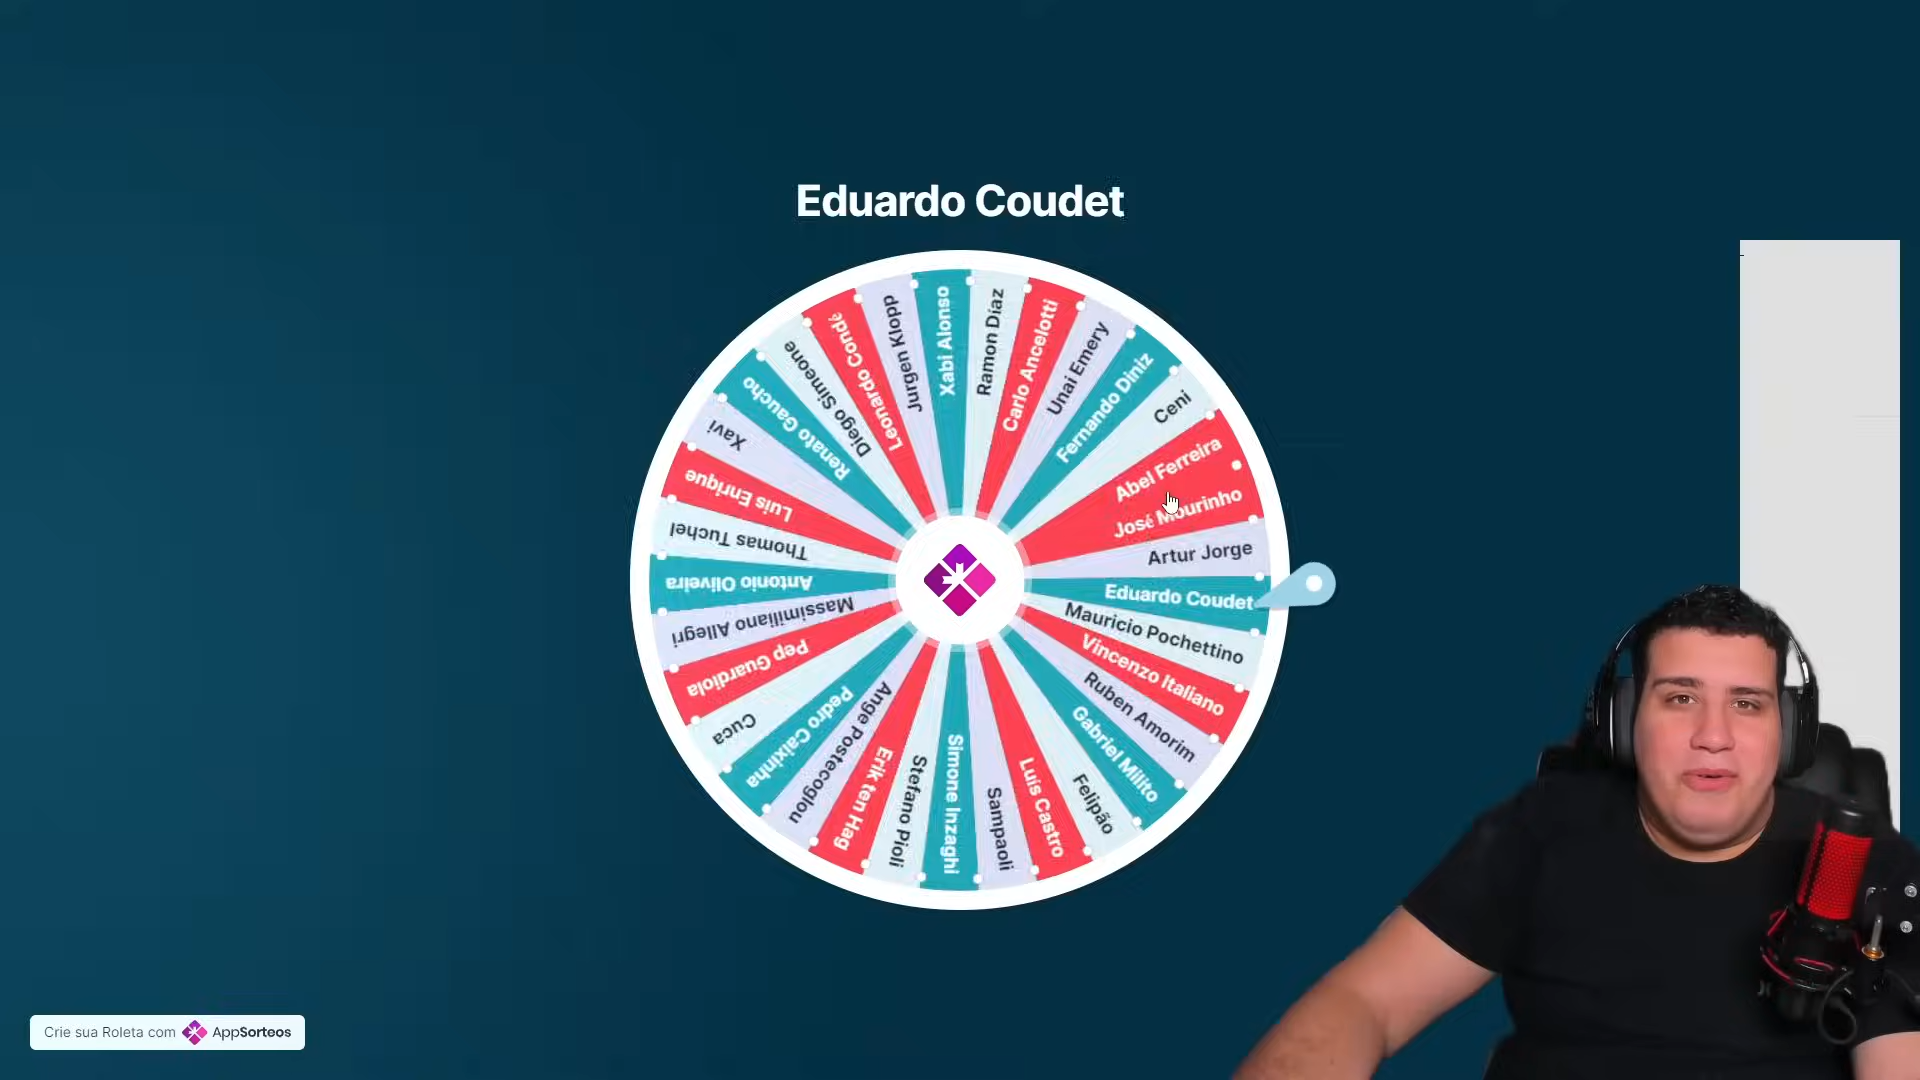 Eduardo Coudet
Xabi Alonso
Ramon Díaz
Carlo Ancelotti
Unai Emery
Fernando Diniz
Ceni
Abel Ferreira
José Mourinho
Artur Jorge
Eduardo Coudet
Mauricio Pochettino
Vincenzo Italiano
Ruben Amorim
Gabriel Milito
Felipão
Luís Castro
Sampaoli
Simone Inzaghi
Stefano Pioli
Erik ten Hag
Ange Postecoglou
Pedro Caixinha
Cuca
Pep Guardiola
Massimiliano Allegri
Antonio Oliveira
Thomas Tuchel
Luis Enrique
Xavi
Renato Gaucho
Diego Simeone
Leonardo Condé
Jurgen Klopp
Crie sua Roleta com AppSorteos